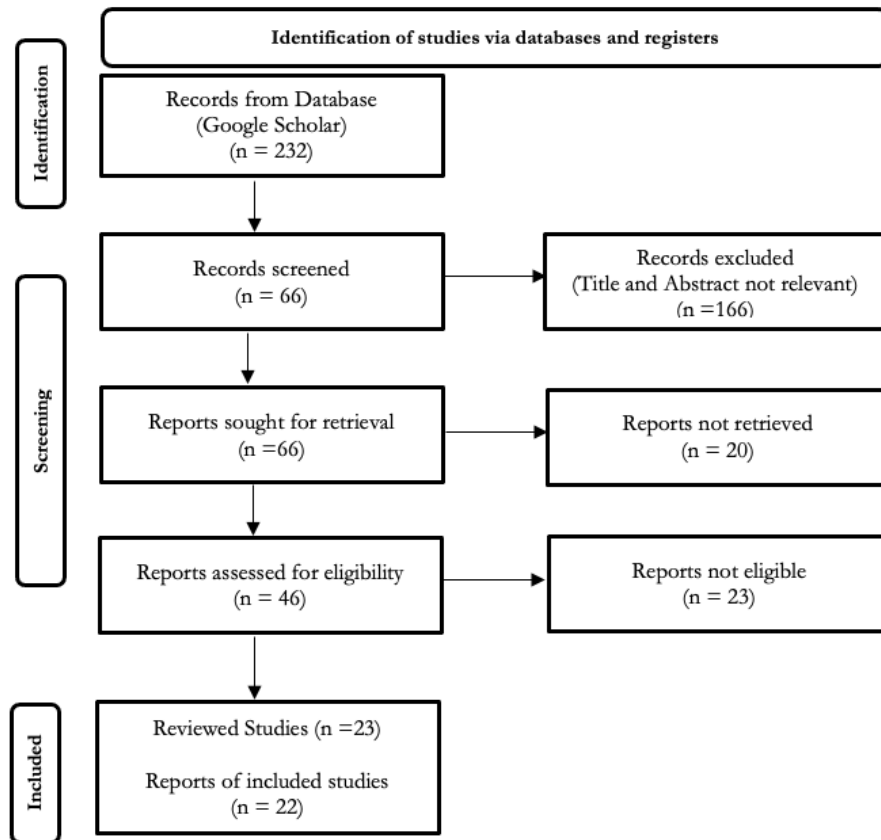 Identification of studies via databases and registers
Identification
Records from Database
(Google Scholar)
(n = 232)
Screening
Records screened
(n = 66)
Records excluded
(Title and Abstract not relevant)
(n =166)
Reports sought for retrieval
(n =66)
Reports not retrieved
(n = 20)
Reports assessed for eligibility
(n = 46)
Reports not eligible
(n = 23)
Included
Reviewed Studies (n =23)
Reports of included studies
(n = 22)